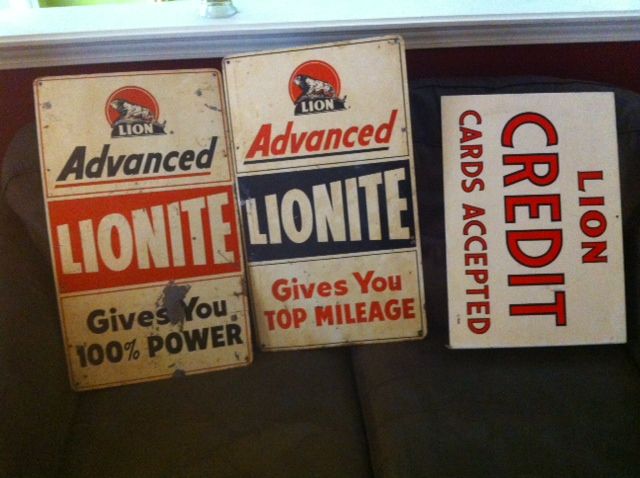 LION
Advanced
LIONITE
Gives You
100% POWER
LION
Advanced
LIONITE
Gives You
TOP MILEAGE
LION
CREDIT
CARDS ACCEPTED